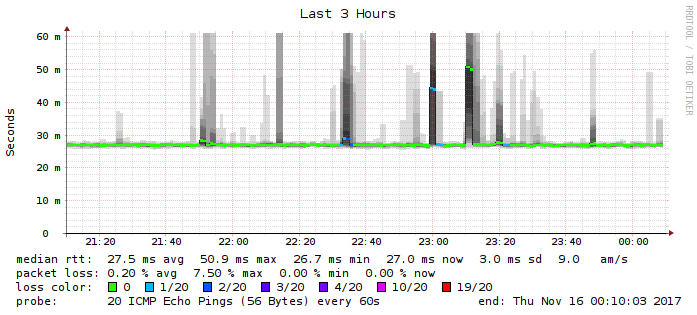 Last 3 Hours
RRDTOOL / TOBI OETIKER
Seconds
60 m
50 m
40 m
30 m
20 m
10 m
0
21:20 21:40 22:00 22:20 22:40 23:00 23:20 23:40 00:00
median rtt: 27.5 ms avg 50.9 ms max 26.7 ms min 27.0 ms now 3.0 ms sd 9.0 am/s
packet loss: 0.20 % avg 7.50 % max 0.00 % min 0.00 % now
loss color: 0 1/20 2/20 3/20 4/20 10/20 19/20
probe: 20 ICMP Echo Pings (56 Bytes) every 60s end: Thu Nov 16 00:10:03 2017